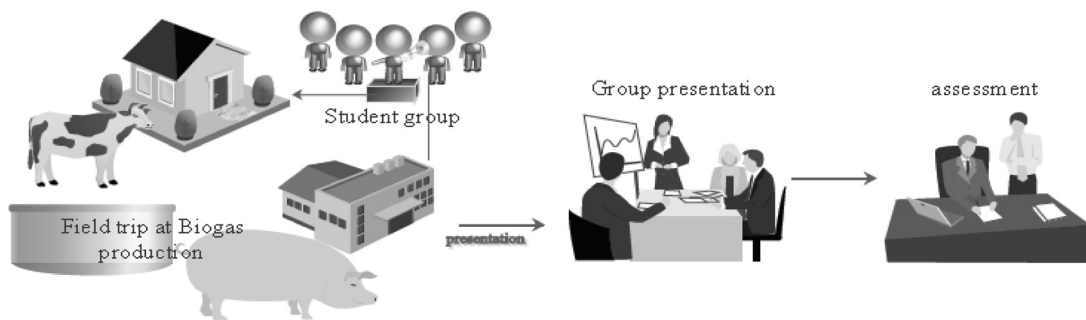 Student group
Field trip at Biogas
production
presentation
Group presentation
assessment